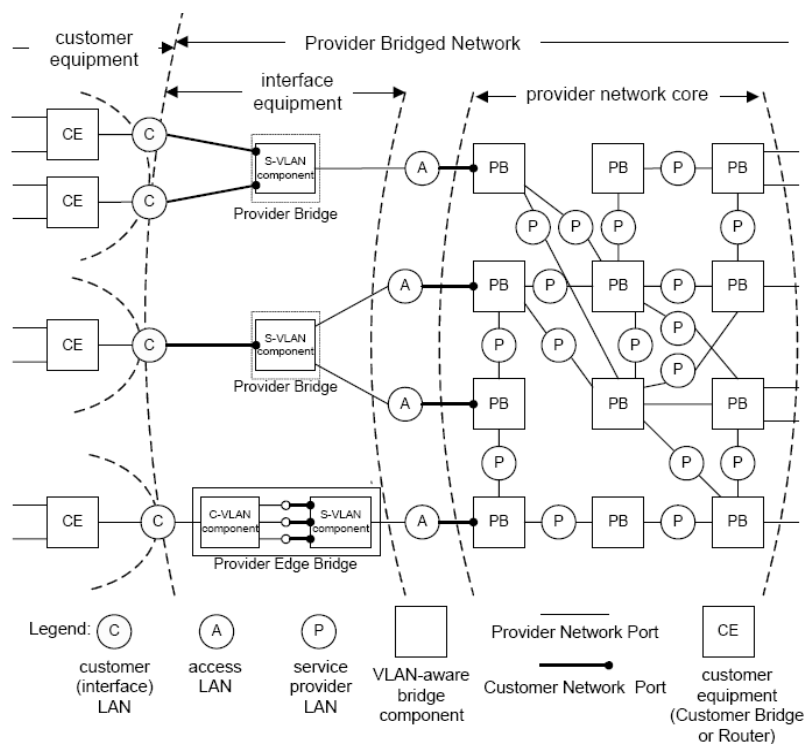 customer
equipment
Provider Bridged Network
interface
equipment
provider network core
CE
C
S-VLAN
component
A
PB
PB
P
PB
CE
C
Provider Bridge
P
P
P
P
A
PB
P
PB
P
PB
CE
C
S-VLAN
component
Provider Bridge
P
P
P
P
P
A
PB
PB
PB
P
P
P
CE
C
C-VLAN
component
S-VLAN
component
A
PB
P
PB
P
PB
Provider Edge Bridge
Legend:
C
A
P
Provider Network Port
CE
customer
(interface) LAN
access
LAN
service
provider
LAN
VLAN-aware
bridge
component
Customer Network Port
customer
equipment
(Customer Bridge
or Router)